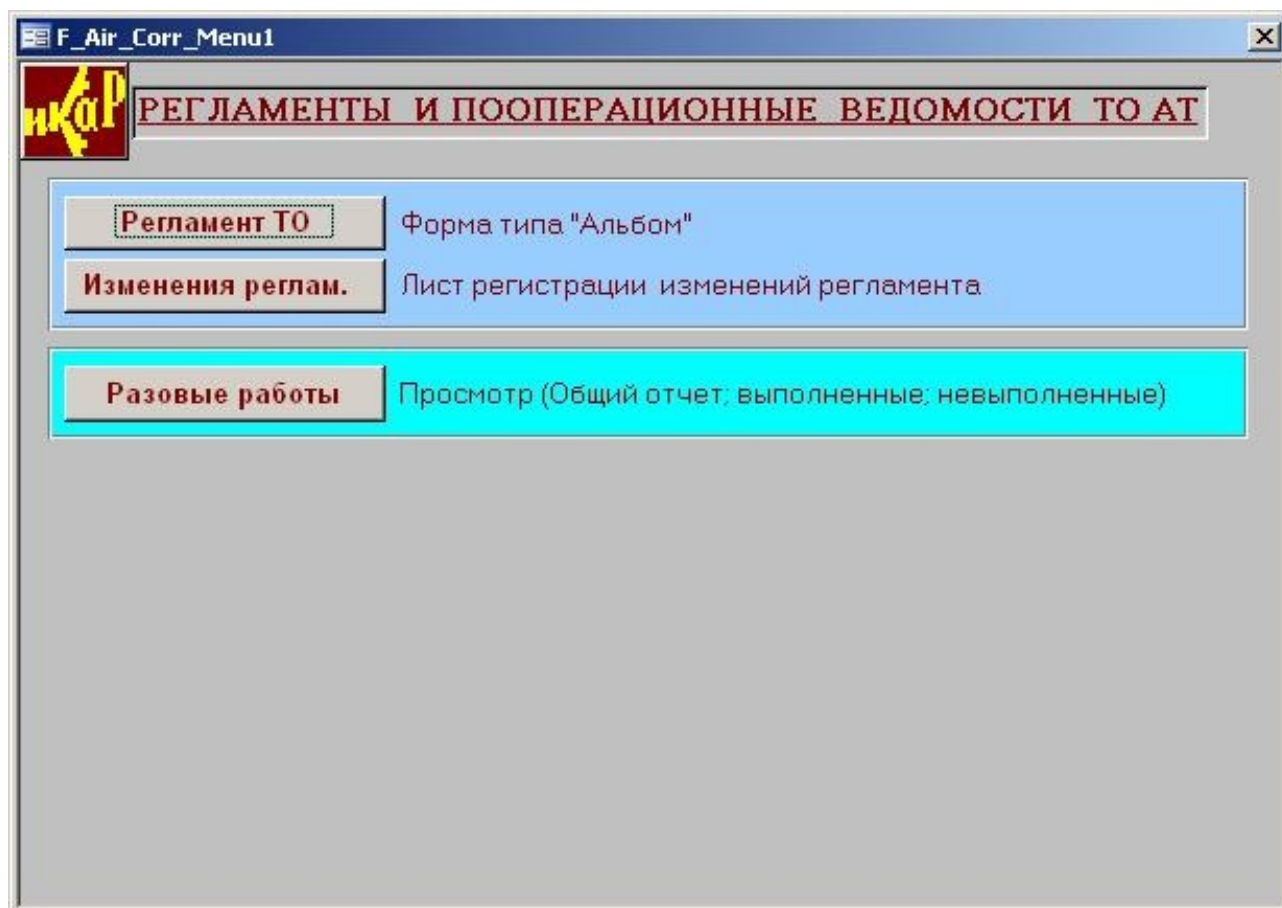 F_Air_Corr_Menu1
икаР
РЕГЛАМЕНТЫ И ПООПЕРАЦИОННЫЕ ВЕДОМОСТИ ТО АТ
Регламент ТО Форма типа "Альбом"
Изменения реглам. Лист регистрации изменений регламента
Разовые работы Просмотр (Общий отчет; выполненные; невыполненные)